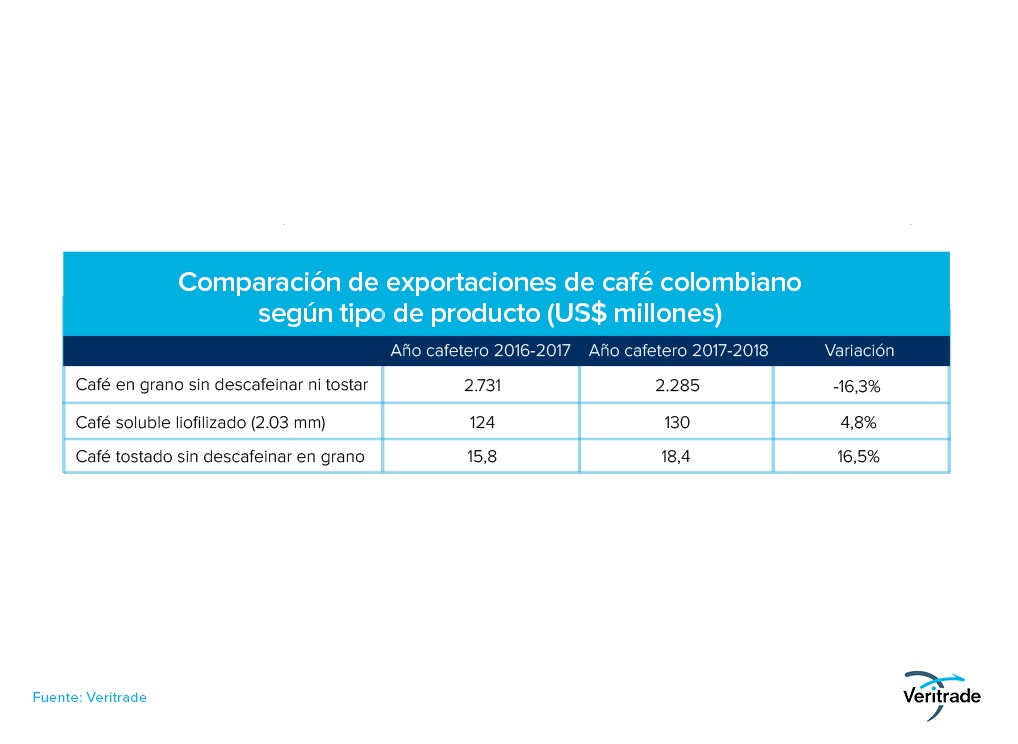 Comparación de exportaciones de café colombiano
según tipo de producto (US$ millones)
Año cafetero 2016-2017 Año cafetero 2017-2018 Variación
Café en grano sin descafeinar ni tostar 2.731 2.285 -16,3%
Café soluble liofilizado (2.03 mm) 124 130 4,8%
Café tostado sin descafeinar en grano 15,8 18,4 16,5%
Fuente: Veritrade
Veritrade